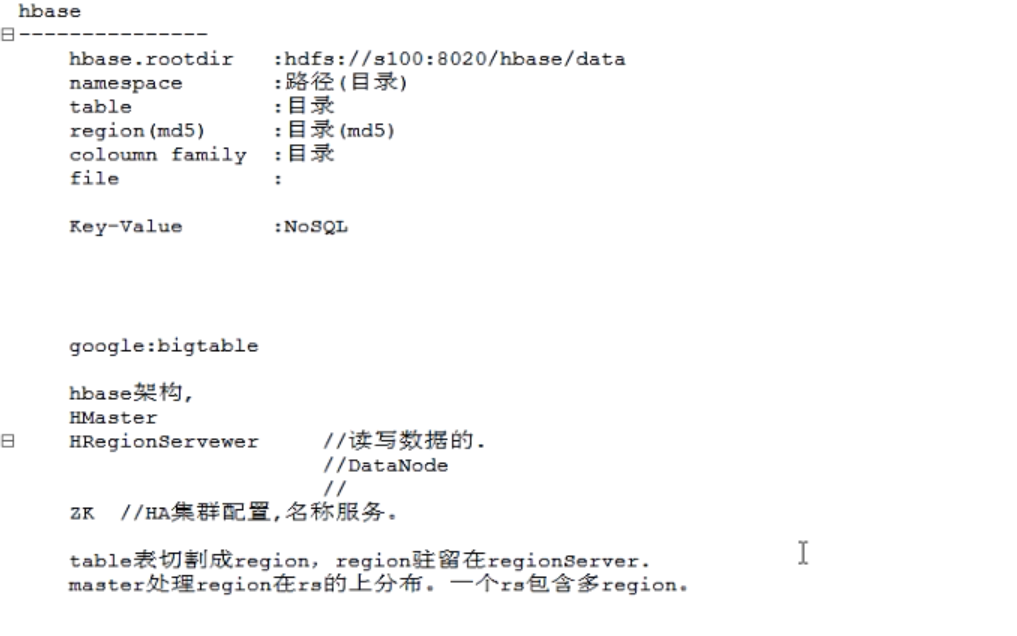 hbase
---------------
hbase.rootdir :hdfs://s100:8020/hbase/data
namespace :路径(目录)
table :目录
region(md5) :目录(md5)
coloumn family :目录
file :
Key-Value :NoSQL
google:bigtable
hbase架构,
HMaster
HRegionServewer //读写数据的.
//DataNode
//
ZK //HA集群配置,名称服务。
table表切割成region, region驻留在regionServer.
master处理region在rs的上分布。一个rs包含多region。